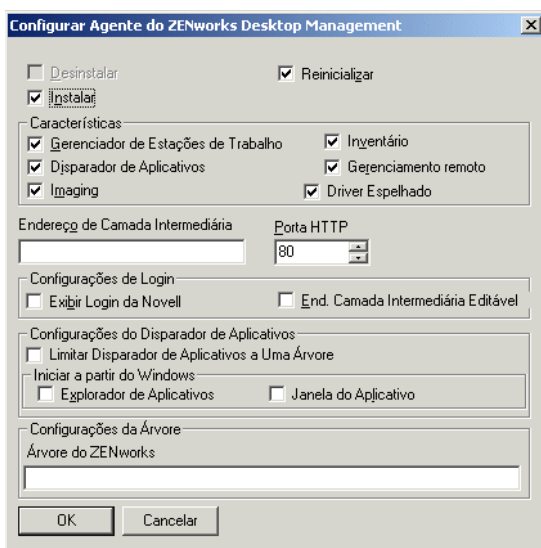 Configurar Agente do ZENworks Desktop Management
Desinstalar
Reinicializar
Instalar
Características
Gerenciador de Estações de Trabalho
Inventário
Disparador de Aplicativos
Gerenciamento remoto
Imaging
Driver Espelhado
Endereço de Camada Intermediária
Porta HTTP
80
Configurações de Login
Exibir Login da Novell
End. Camada Intermediária Editável
Configurações do Disparador de Aplicativos
Limitar Disparador de Aplicativos a Uma Árvore
Iniciar a partir do Windows
Explorador de Aplicativos
Janela do Aplicativo
Configurações da Árvore
Árvore do ZENworks
OK
Cancelar